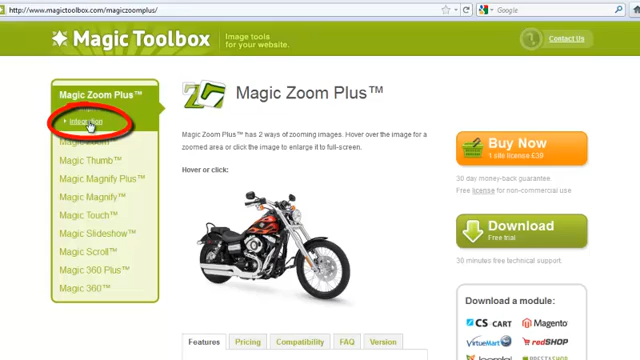 http://www.magictoolbox.com/magiczoomplus/
Google
Magic Toolbox
Image tools
for your website.
Contact Us
Magic Zoom Plus™
Integration
Magic Zoom™
Magic Thumb™
Magic Magnify Plus™
Magic Magnify™
Magic Touch™
Magic Slideshow™
Magic Scroll™
Magic 360 Plus™
Magic 360™
Magic Zoom Plus™
Magic Zoom Plus™ has 2 ways of zooming images. Hover over the image for a
zoomed area or click the image to enlarge it to full-screen.
Hover or click:
Features
Pricing
Compatibility
FAQ
Version
Buy Now
1 site license £39
30 day money-back guarantee.
Free license for non-commercial use
Download
Free trial
30 minutes free technical support.
Download a module:
CS CART
Magento
VirtueMart
redSHOP
PRESTASHOP